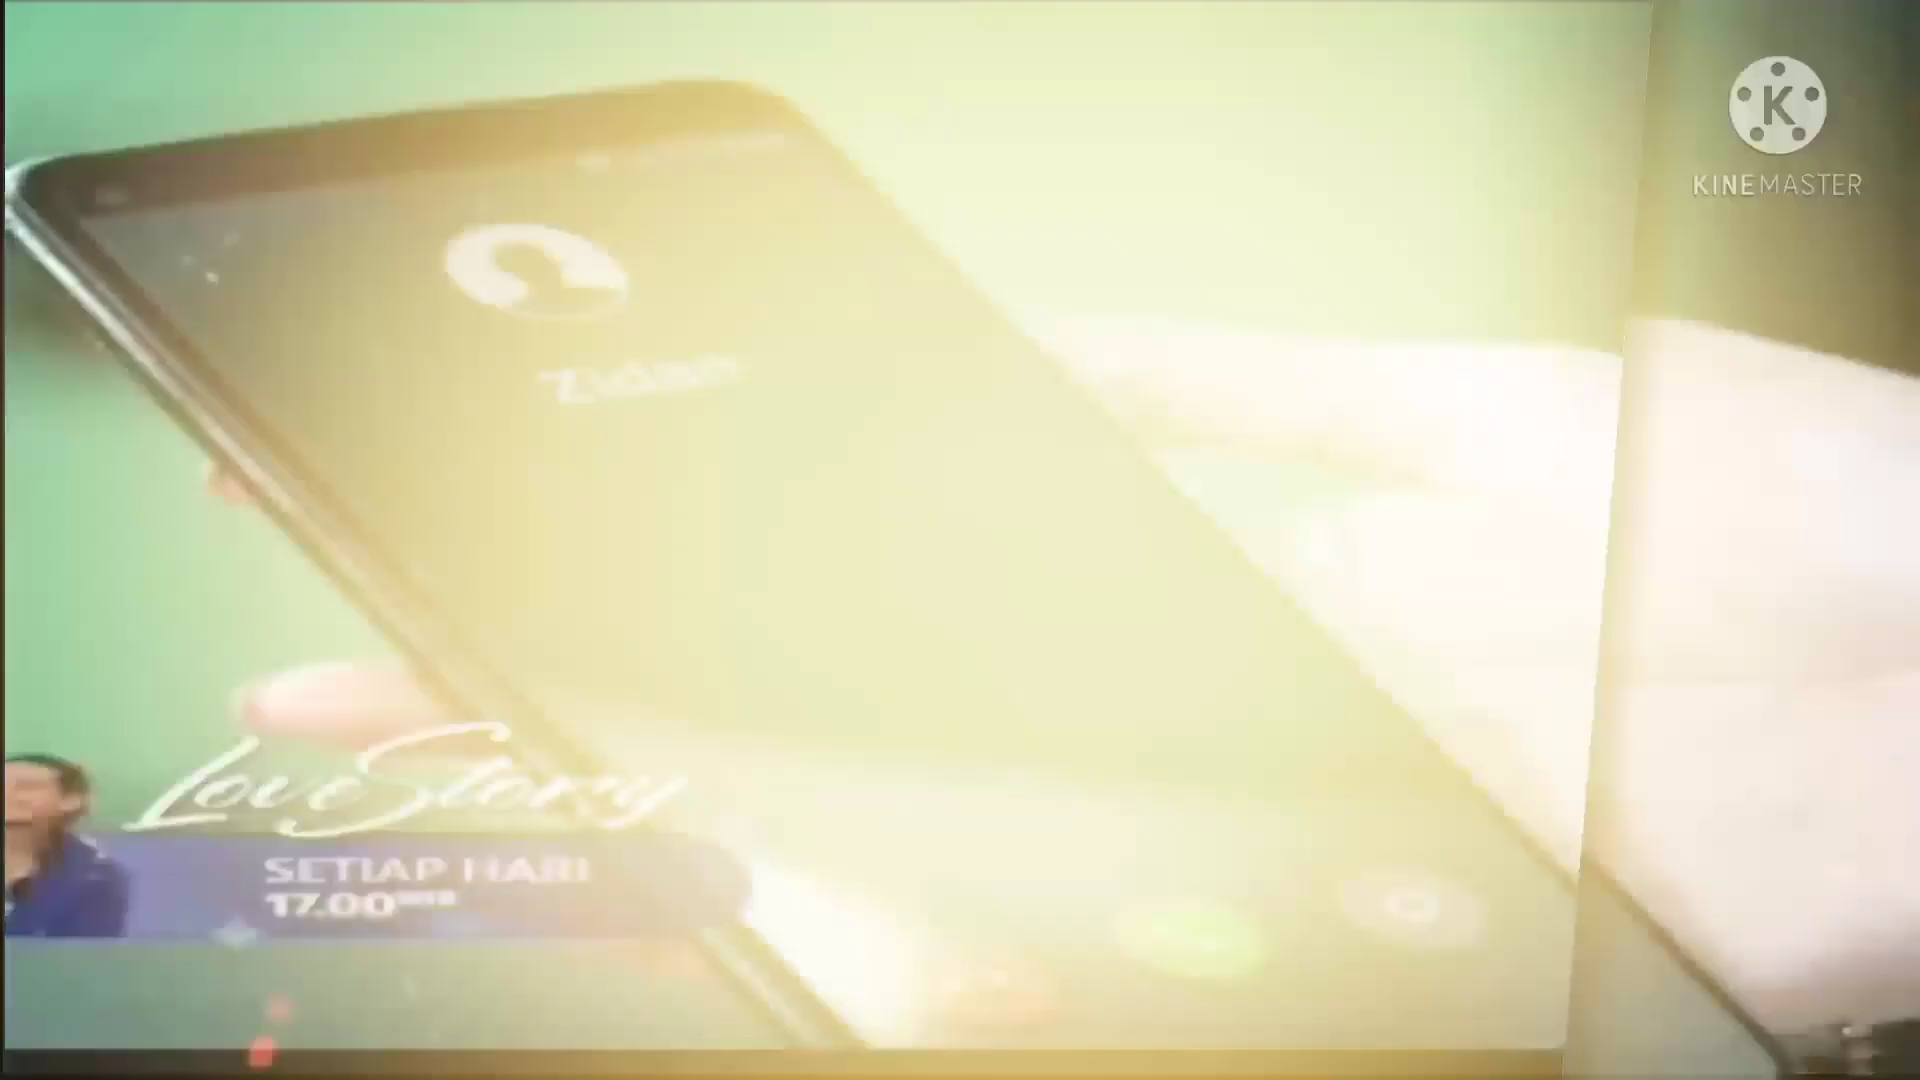 KINEMASTER
Zidan
Love Story
SETIAP HARI
17.00